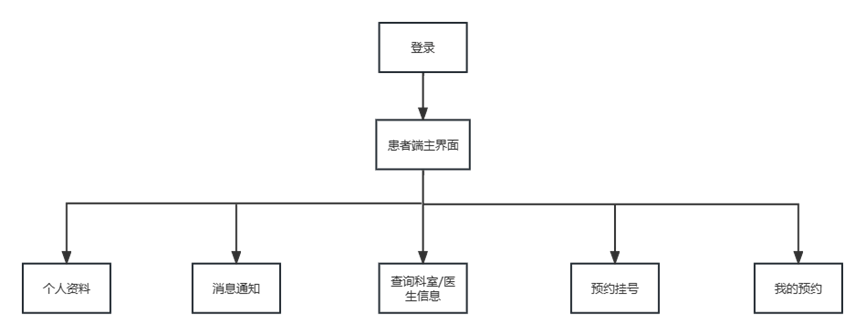 登录
患者端主界面
个人资料
消息通知
查询科室/医
生信息
预约挂号
我的预约